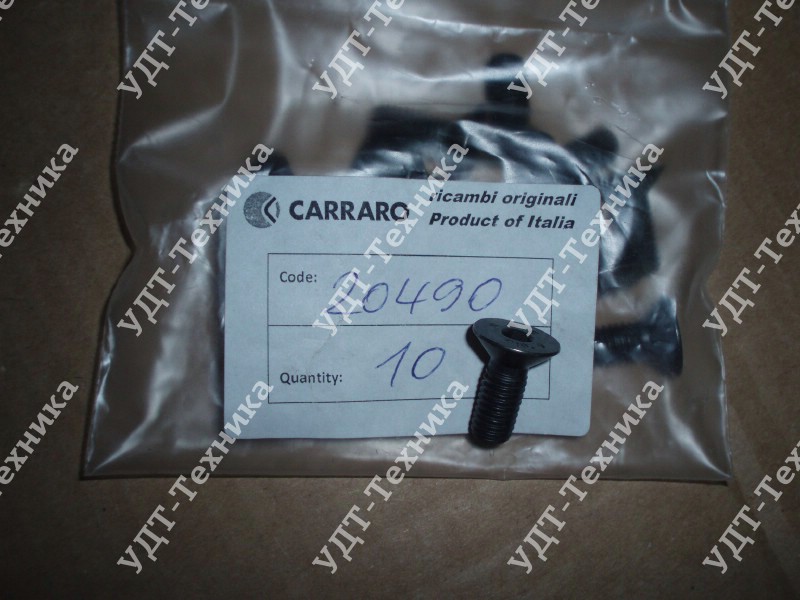 CARRARO
ricambi originali
Product of Italia
Code: 20490
Quantity: 10
УДТ-Техника